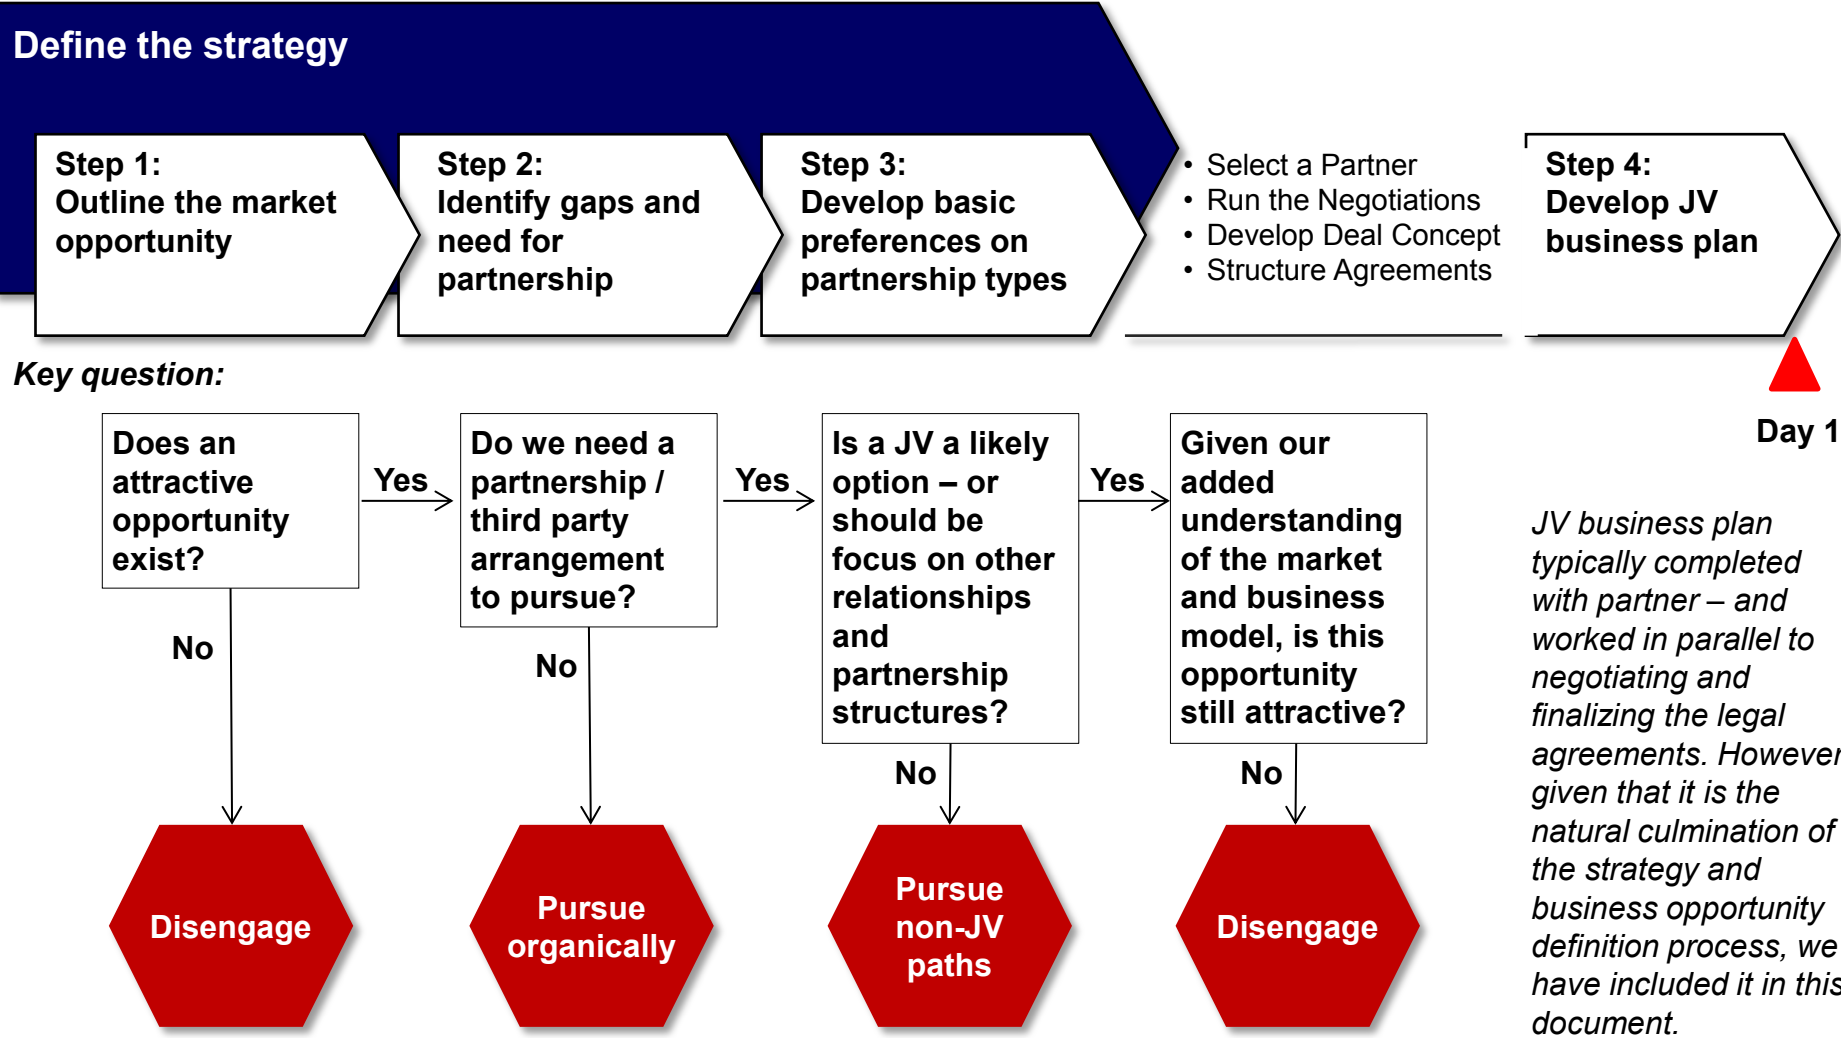 Define the strategy
Step 1:
Outline the market
opportunity
Step 2:
Identify gaps and
need for
partnership
Step 3:
Develop basic
preferences on
partnership types
• Select a Partner
• Run the Negotiations
• Develop Deal Concept
• Structure Agreements
Step 4:
Develop JV
business plan
Key question:
Day 1
Does an
attractive
opportunity
exist?
Yes
No
Do we need a
partnership /
third party
arrangement
to pursue?
Yes
No
Is a JV a likely
option – or
should be
focus on other
relationships
and
partnership
structures?
Yes
No
Given our
added
understanding
of the market
and business
model, is this
opportunity
still attractive?
No
Disengage
Pursue
organically
Pursue
non-JV
paths
Disengage
JV business plan
typically completed
with partner – and
worked in parallel to
negotiating and
finalizing the legal
agreements. However
given that it is the
natural culmination of
the strategy and
business opportunity
definition process, we
have included it in this
document.